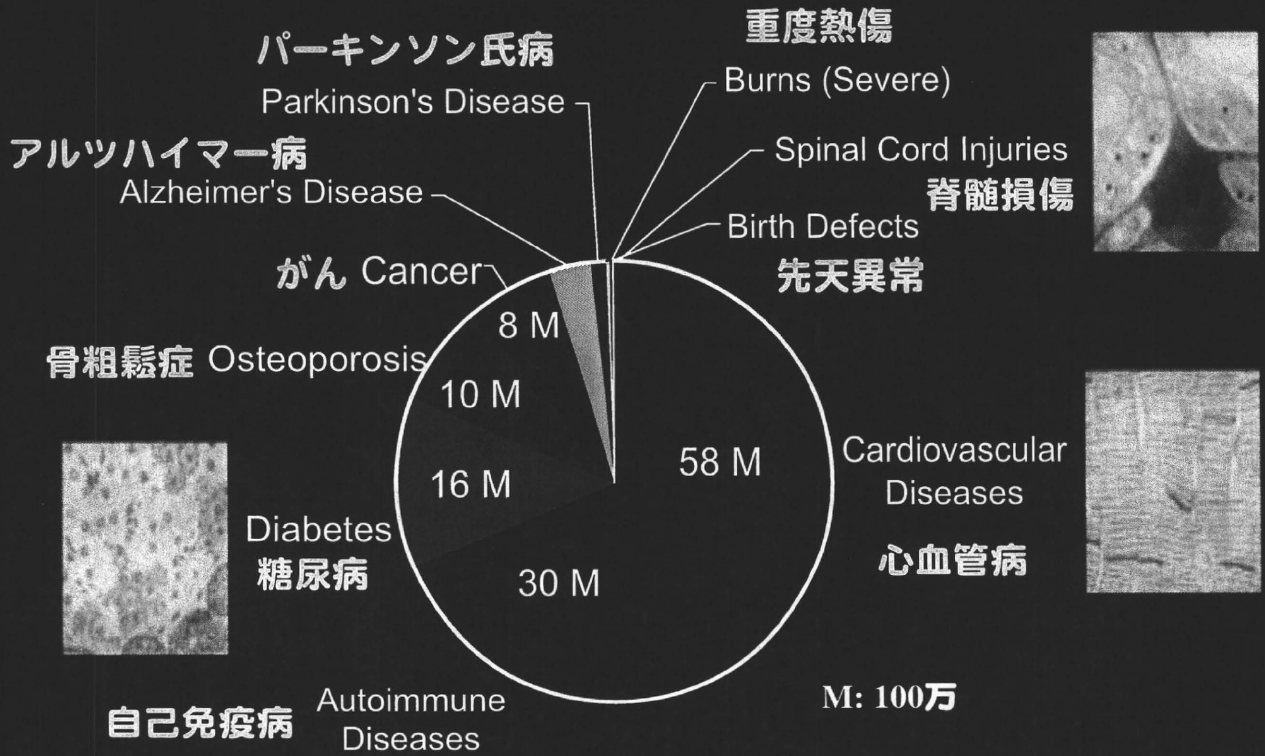 重度熱傷
パーキンソン氏病
Burns (Severe)
Parkinson's Disease
アルツハイマー病
Spinal Cord Injuries
Alzheimer's Disease
脊髄損傷
Birth Defects
がん Cancer
先天異常
8 M
骨粗鬆症 Osteoporosis
10 M
58 M
Cardiovascular
Diseases
16 M
Diabetes
糖尿病
心血管病
30 M
Autoimmune
Diseases
自己免疫病
M: 100万